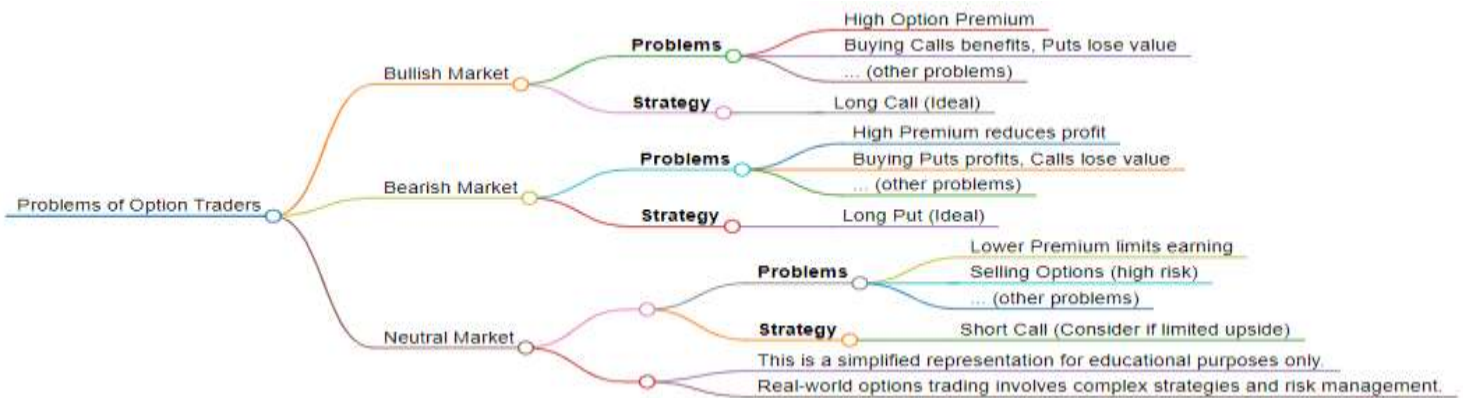 Problems of Option Traders
Bullish Market
Problems
High Option Premium
Buying Calls benefits, Puts lose value
... (other problems)
Strategy
Long Call (Ideal)
Bearish Market
Problems
High Premium reduces profit
Buying Puts profits, Calls lose value
... (other problems)
Strategy
Long Put (Ideal)
Neutral Market
Problems
Lower Premium limits earning
Selling Options (high risk)
... (other problems)
Strategy
Short Call (Consider if limited upside)
This is a simplified representation for educational purposes only.
Real-world options trading involves complex strategies and risk management.